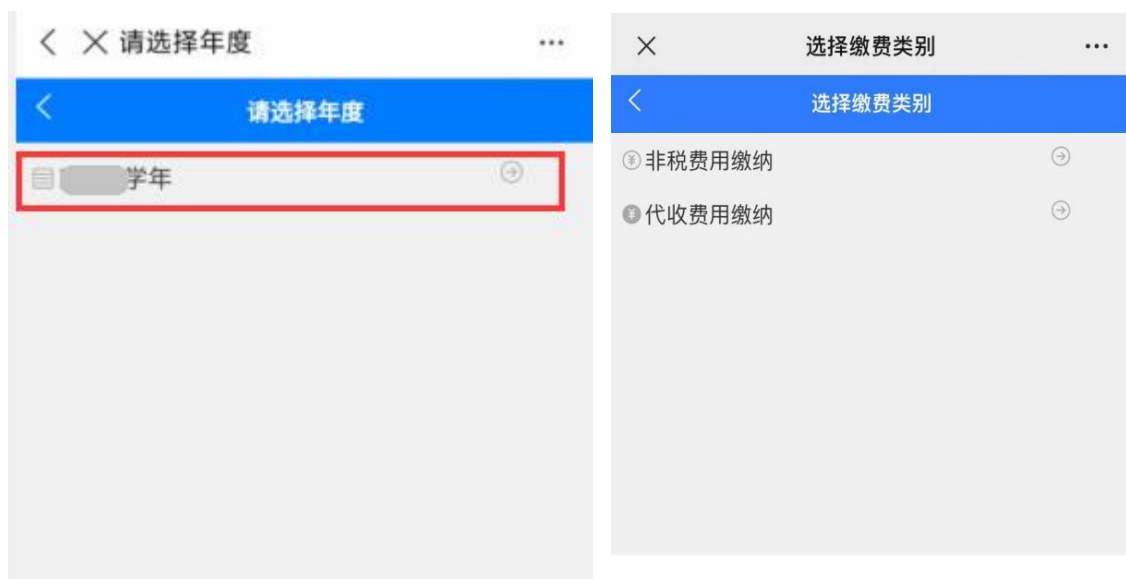 请选择年度
请选择年度
学年
选择缴费类别
选择缴费类别
非税费用缴纳
代收费用缴纳